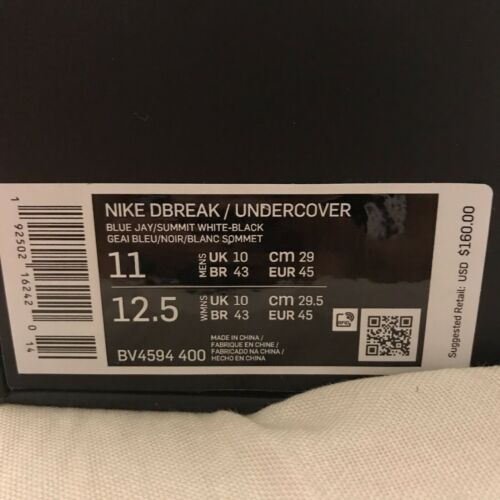 NIKE DBREAK / UNDERCOVER
BLUE JAY/SUMMIT WHITE-BLACK
GEAI BLEU/NOIR/BLANC SOMMET
11 MENS UK 10 CM 29
BR 43 EUR 45
12.5 WMNS UK 10 CM 29.5
BR 43 EUR 45
MADE IN CHINA /
FABRIQUE EN CHINE /
FABRICADO NA CHINA /
HECHO EN CHINA
BV4594 400
1 92502 16242 0 14
Suggested Retail: USD $160.00